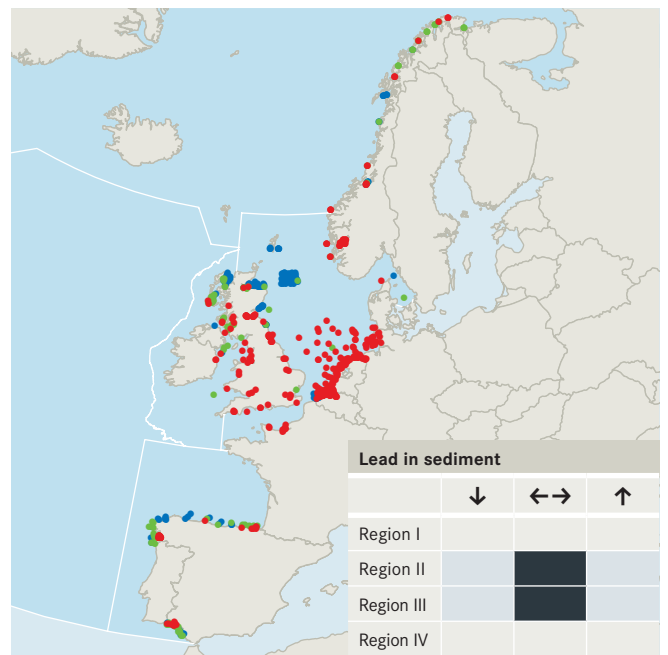 Lead in sediment
↓ ←→ ↑
Region I
Region II
Region III
Region IV